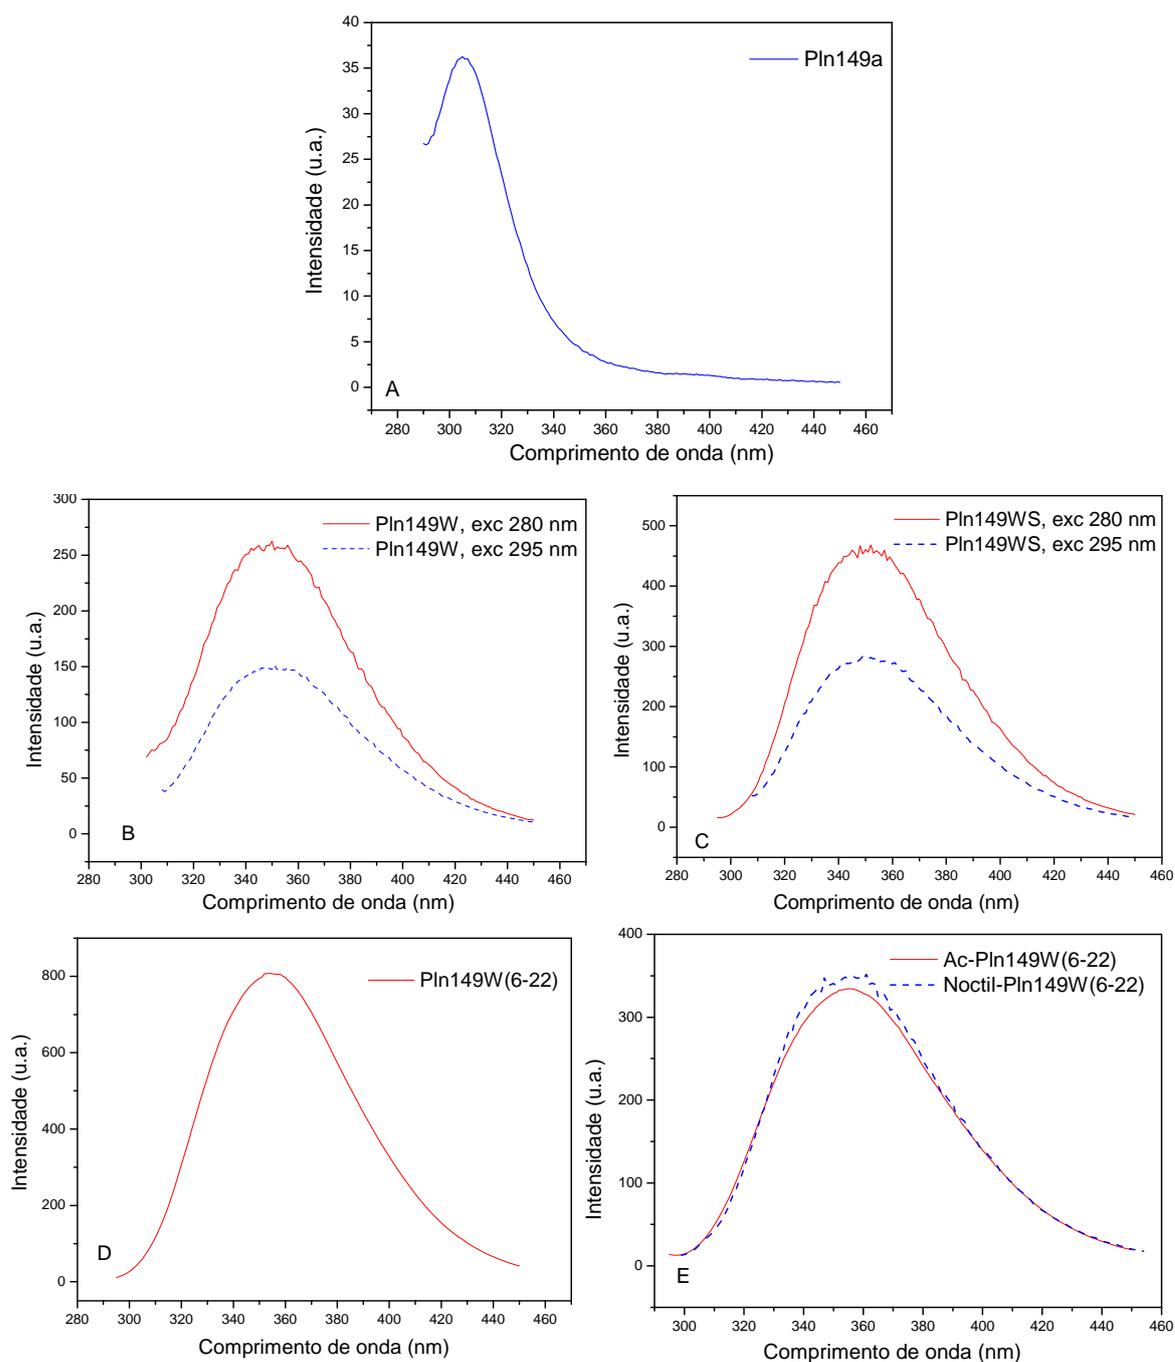 Pln149a
Intensidade (u.a.)
40
35
30
25
20
15
10
5
0
A
280 300 320 340 360 380 400 420 440 460
Comprimento de onda (nm)
Pln149W, exc 280 nm
Pln149W, exc 295 nm
Intensidade (u.a.)
300
250
200
150
100
50
0
B
280 300 320 340 360 380 400 420 440 460
Comprimento de onda (nm)
Pln149WS, exc 280 nm
Pln149WS, exc 295 nm
Intensidade (u.a.)
500
400
300
200
100
0
C
280 300 320 340 360 380 400 420 440 460
Comprimento de onda (nm)
Pln149W(6-22)
Intensidade (u.a.)
800
600
400
200
0
D
280 300 320 340 360 380 400 420 440 460
Comprimento de onda (nm)
Ac-Pln149W(6-22)
Noctil-Pln149W(6-22)
Intensidade (u.a.)
400
300
200
100
0
E
300 320 340 360 380 400 420 440 460
Comprimento de onda (nm)